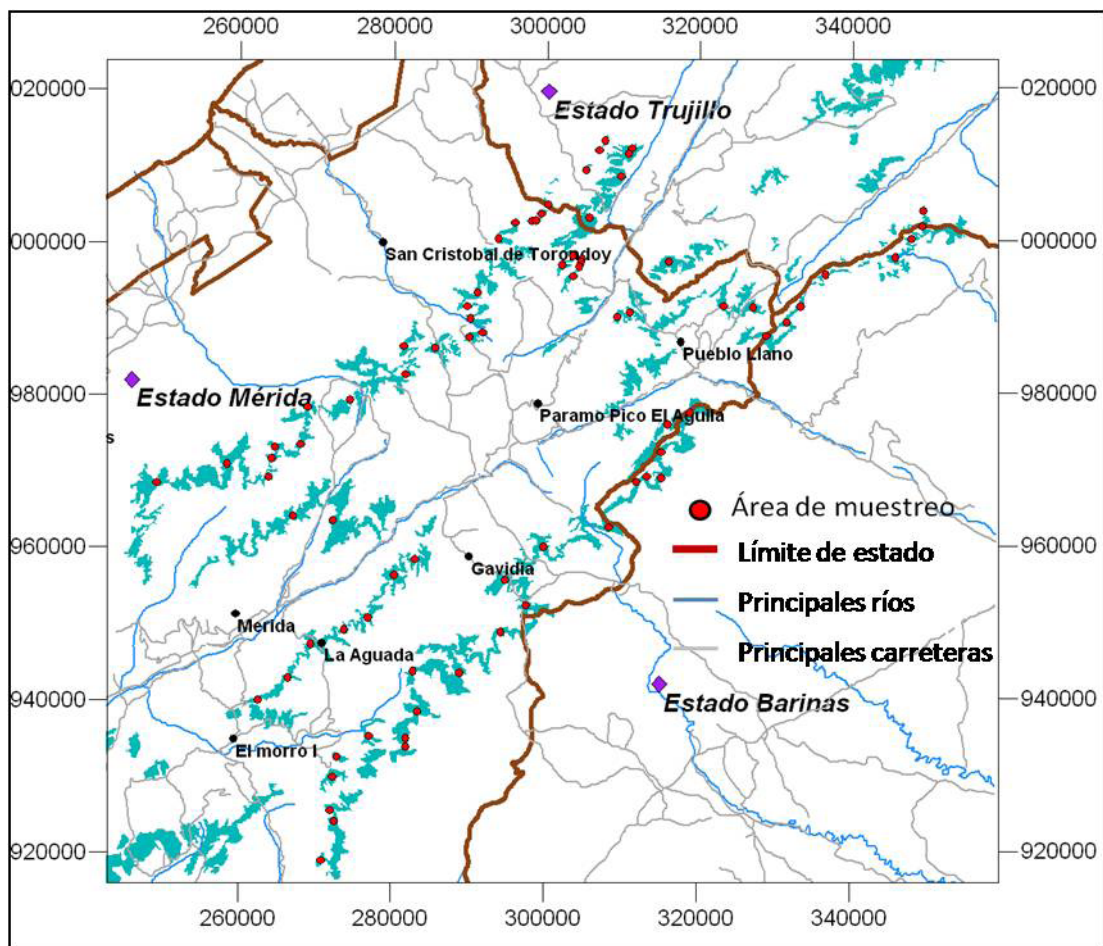 260000 280000 300000 320000 340000
020000 020000
Estado Trujillo
000000 000000
San Cristobal de Torondoy
Pueblo Llano
980000 980000
Estado Mérida
Paramo Pico El Aguila
s
Área de muestreo
Límite de estado
960000 960000
Gavidia
Principales ríos
Merida
La Aguada
Principales carreteras
940000 940000
Estado Barinas
El morro I
920000 920000
260000 280000 300000 320000 340000